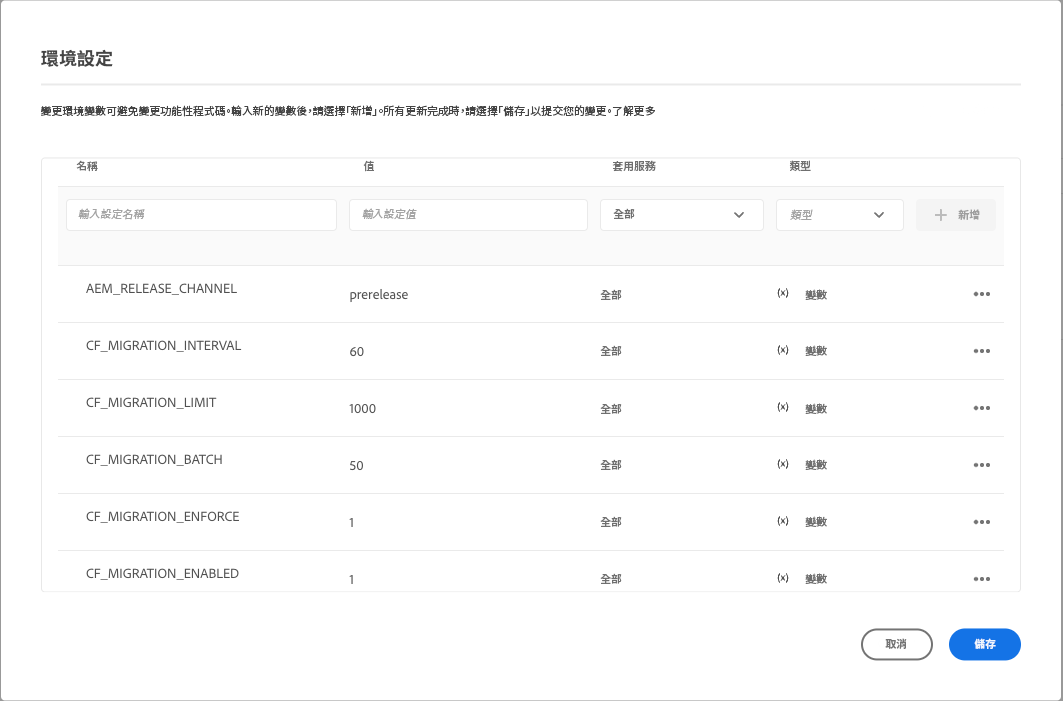 環境設定
變更環境變數可避免變更功能性程式碼。輸入新的變數後，請選擇「新增」。所有更新完成時，請選擇「儲存」以提交您的變更。了解更多
名稱 值 套用服務 類型
輸入設定名稱 輸入設定值 全部 類型 新增
AEM_RELEASE_CHANNEL prerelease 全部 (x) 變數
CF_MIGRATION_INTERVAL 60 全部 (x) 變數
CF_MIGRATION_LIMIT 1000 全部 (x) 變數
CF_MIGRATION_BATCH 50 全部 (x) 變數
CF_MIGRATION_ENFORCE 1 全部 (x) 變數
CF_MIGRATION_ENABLED 1 全部 (x) 變數
取消 儲存